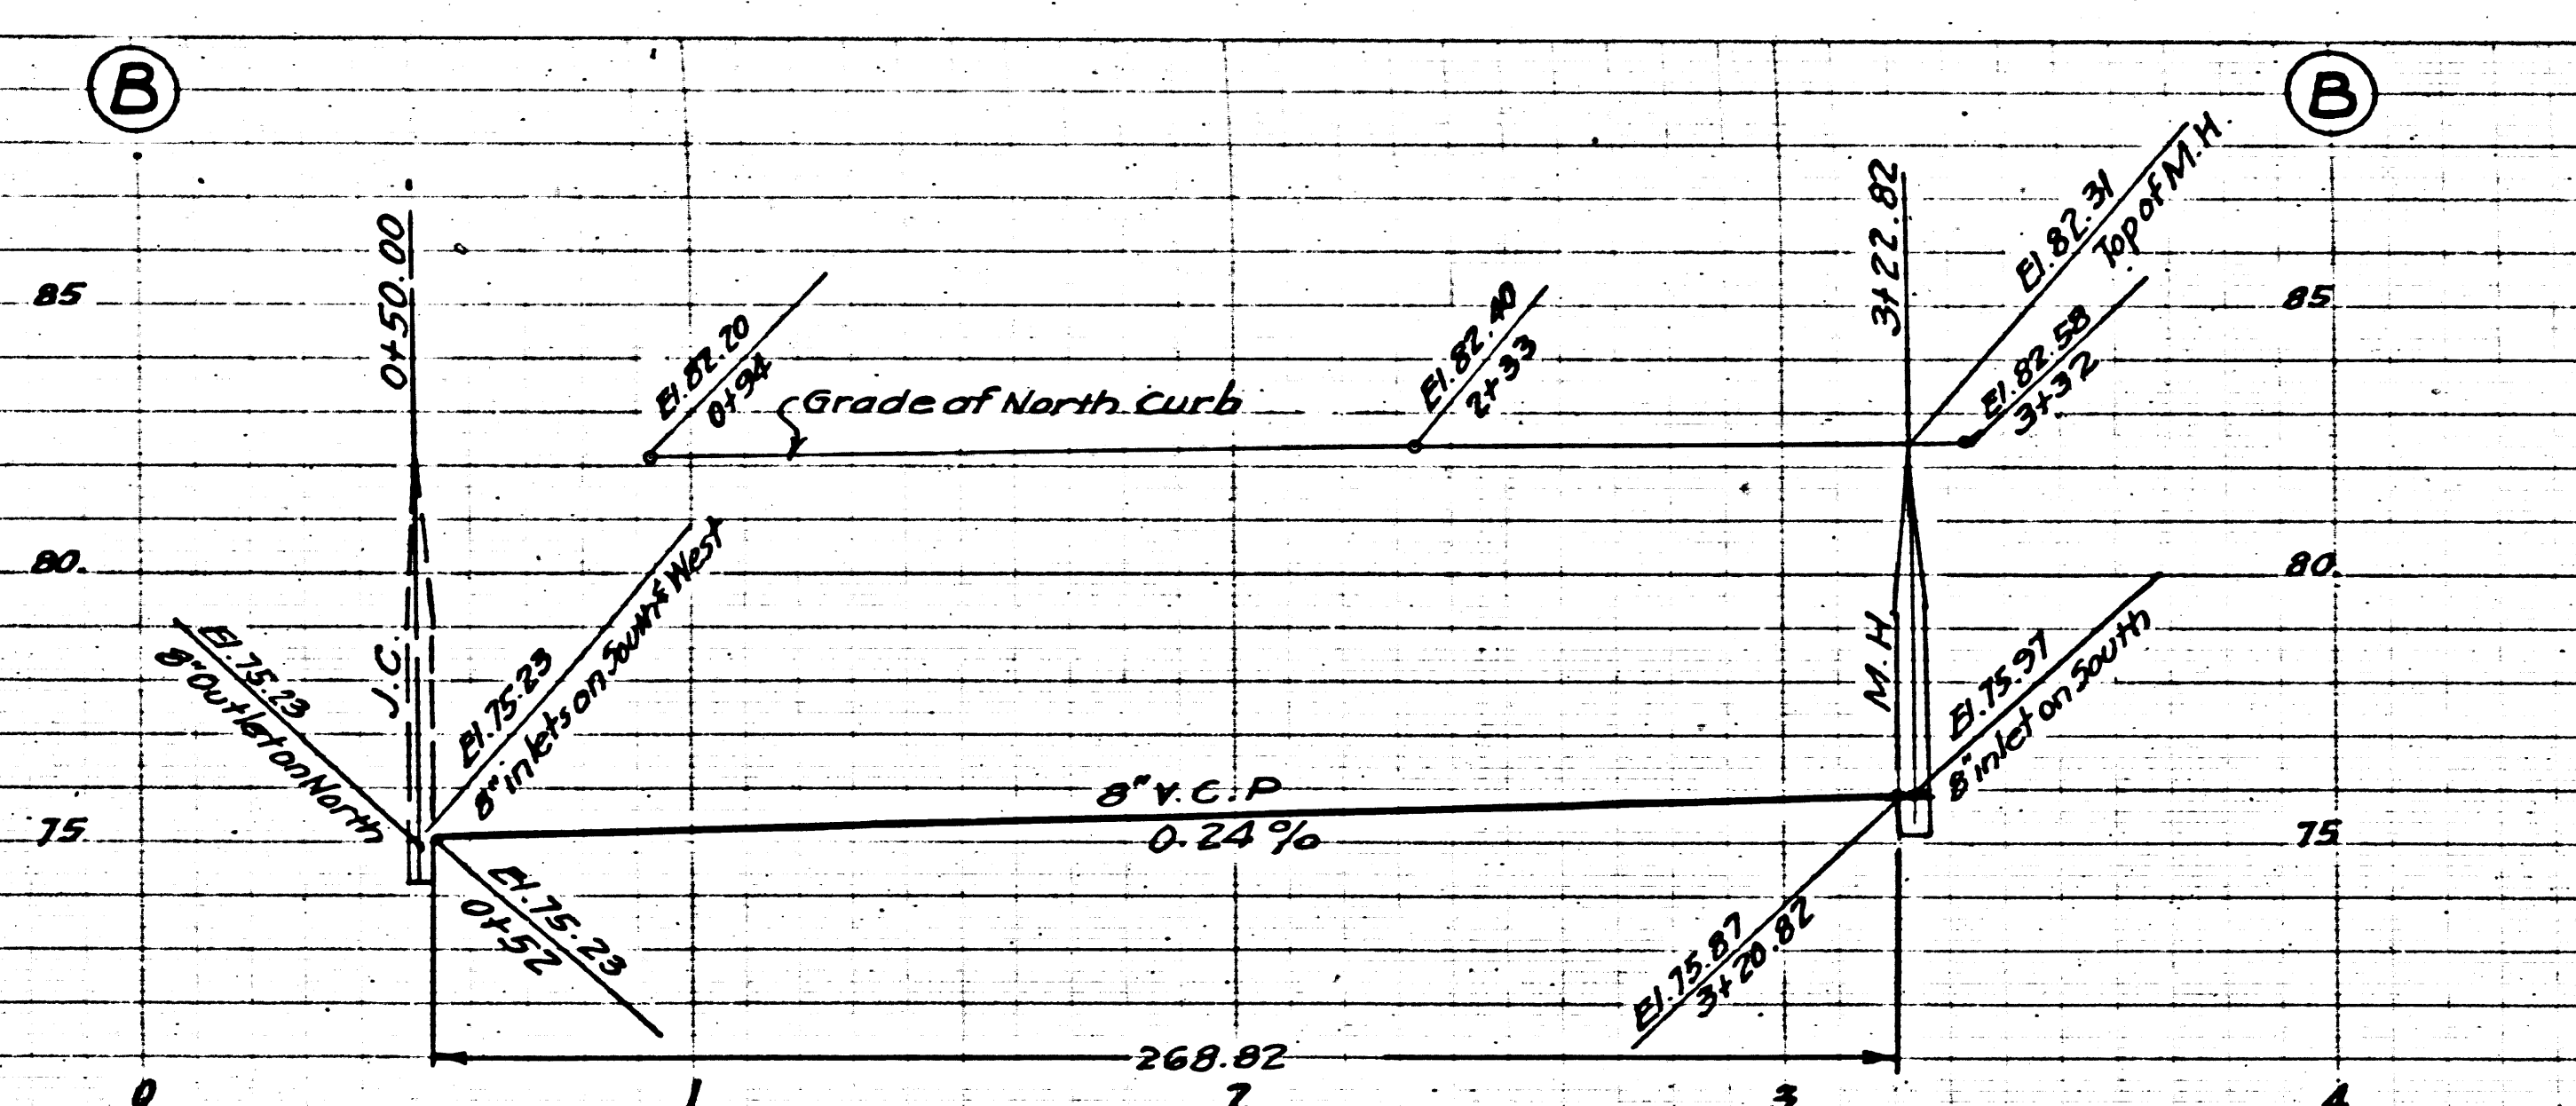 B
B
0+50.00
3+22.82
El. 82.31
Top of M.H.
85
85
El. 82.20
0+94
El. 82.40
2+33
El. 82.58
3+32
Grade of North Curb
80
80
J.C.
M.H.
El. 75.23
8" Outlet on North
El. 75.23
8" inlets on South & West
El. 75.97
8" inlet on South
8" V.C.P
0.24 %
75
75
El. 75.23
0+52
El. 75.87
3+20.82
268.82
0
1
2
3
4